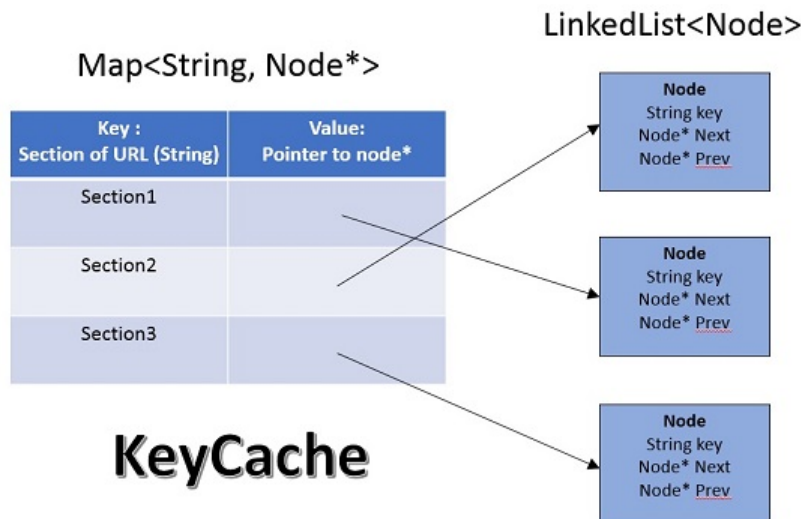 LinkedList<Node>
Map<String, Node*>
Key :
Section of URL (String)
Value:
Pointer to node*
Section1
Section2
Section3
Node
String key
Node* Next
Node* Prev
Node
String key
Node* Next
Node* Prev
Node
String key
Node* Next
Node* Prev
KeyCache